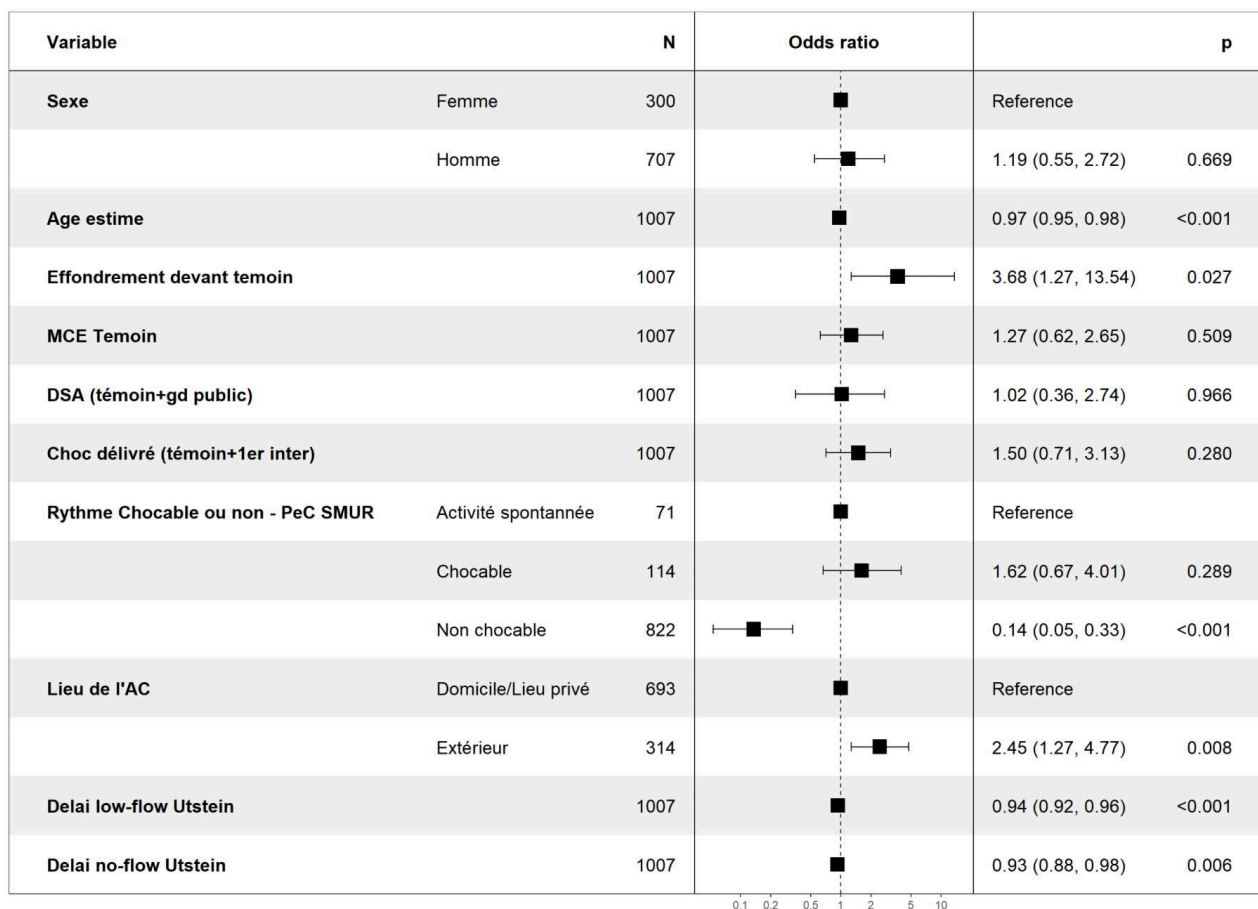 Variable N Odds ratio p
Sexe Femme 300 Reference
Homme 707 1.19 (0.55, 2.72) 0.669
Age estime 1007 0.97 (0.95, 0.98) <0.001
Effondrement devant temoin 1007 3.68 (1.27, 13.54) 0.027
MCE Temoin 1007 1.27 (0.62, 2.65) 0.509
DSA (témoin+gd public) 1007 1.02 (0.36, 2.74) 0.966
Choc délivré (témoin+1er inter) 1007 1.50 (0.71, 3.13) 0.280
Rythme Chocable ou non - PeC SMUR Activité spontannée 71 Reference
Chocable 114 1.62 (0.67, 4.01) 0.289
Non chocable 822 0.14 (0.05, 0.33) <0.001
Lieu de l'AC Domicile/Lieu privé 693 Reference
Extérieur 314 2.45 (1.27, 4.77) 0.008
Delai low-flow Utstein 1007 0.94 (0.92, 0.96) <0.001
Delai no-flow Utstein 1007 0.93 (0.88, 0.98) 0.006
0.1 0.2 0.5 1 2 5 10